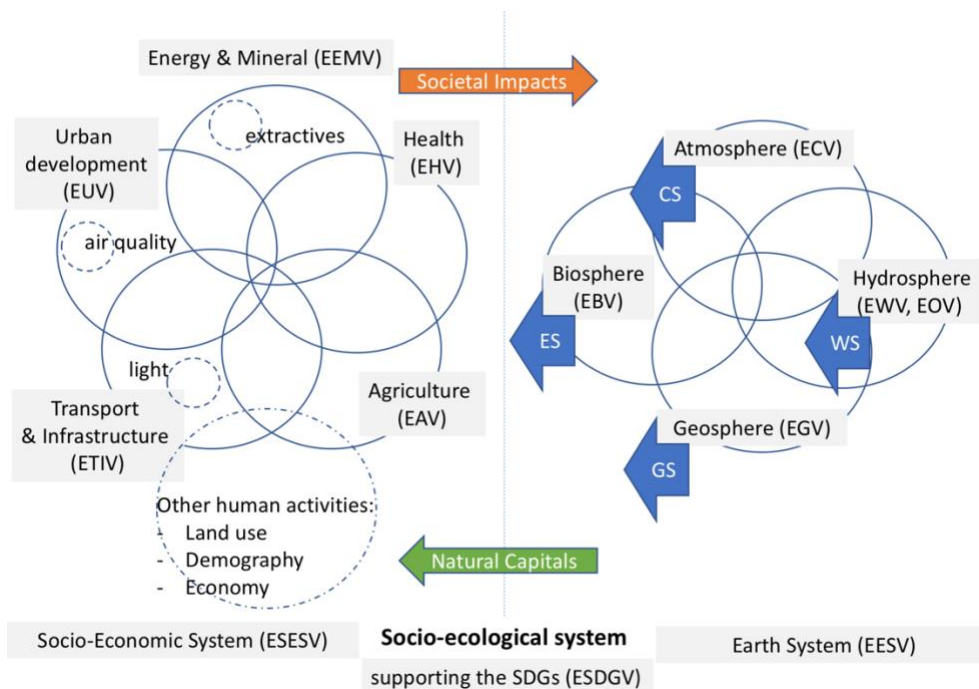 Energy & Mineral (EEMV)
Societal Impacts
extractives
Urban
development
(EUV)
Health
(EHV)
Atmosphere (ECV)
CS
air quality
Biosphere
(EBV)
Hydrosphere
(EWV, EOV)
ES
WS
light
Transport
& Infrastructure
(ETIV)
Agriculture
(EAV)
Geosphere (EGV)
GS
Other human activities:
- Land use
- Demography
- Economy
Natural Capitals
Socio-Economic System (ESESV)
Socio-ecological system
Earth System (EESV)
supporting the SDGs (ESDGV)